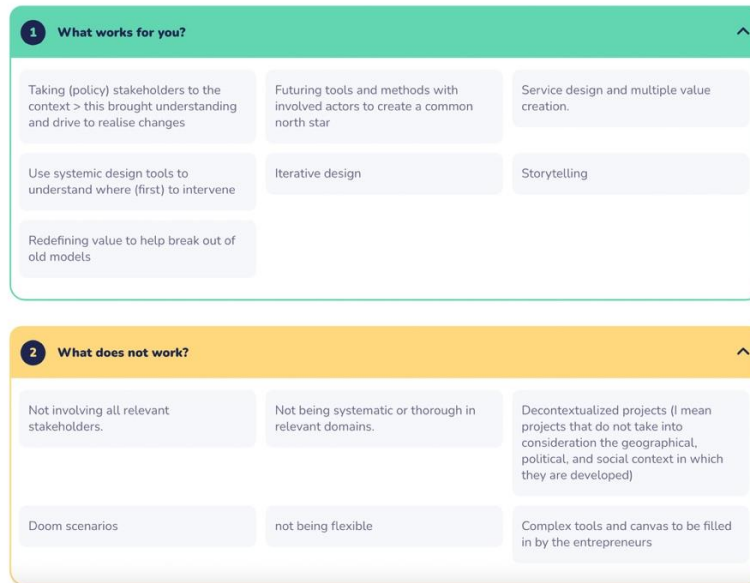 1 What works for you?
Taking (policy) stakeholders to the
context > this brought understanding
and drive to realise changes
Futuring tools and methods with
involved actors to create a common
north star
Service design and multiple value
creation.
Use systemic design tools to
understand where (first) to intervene
Iterative design
Storytelling
Redefining value to help break out of
old models
2 What does not work?
Not involving all relevant
stakeholders.
Not being systematic or thorough in
relevant domains.
Decontextualized projects (I mean
projects that do not take into
consideration the geographical,
political, and social context in which
they are developed)
Doom scenarios
not being flexible
Complex tools and canvas to be filled
in by the entrepreneurs